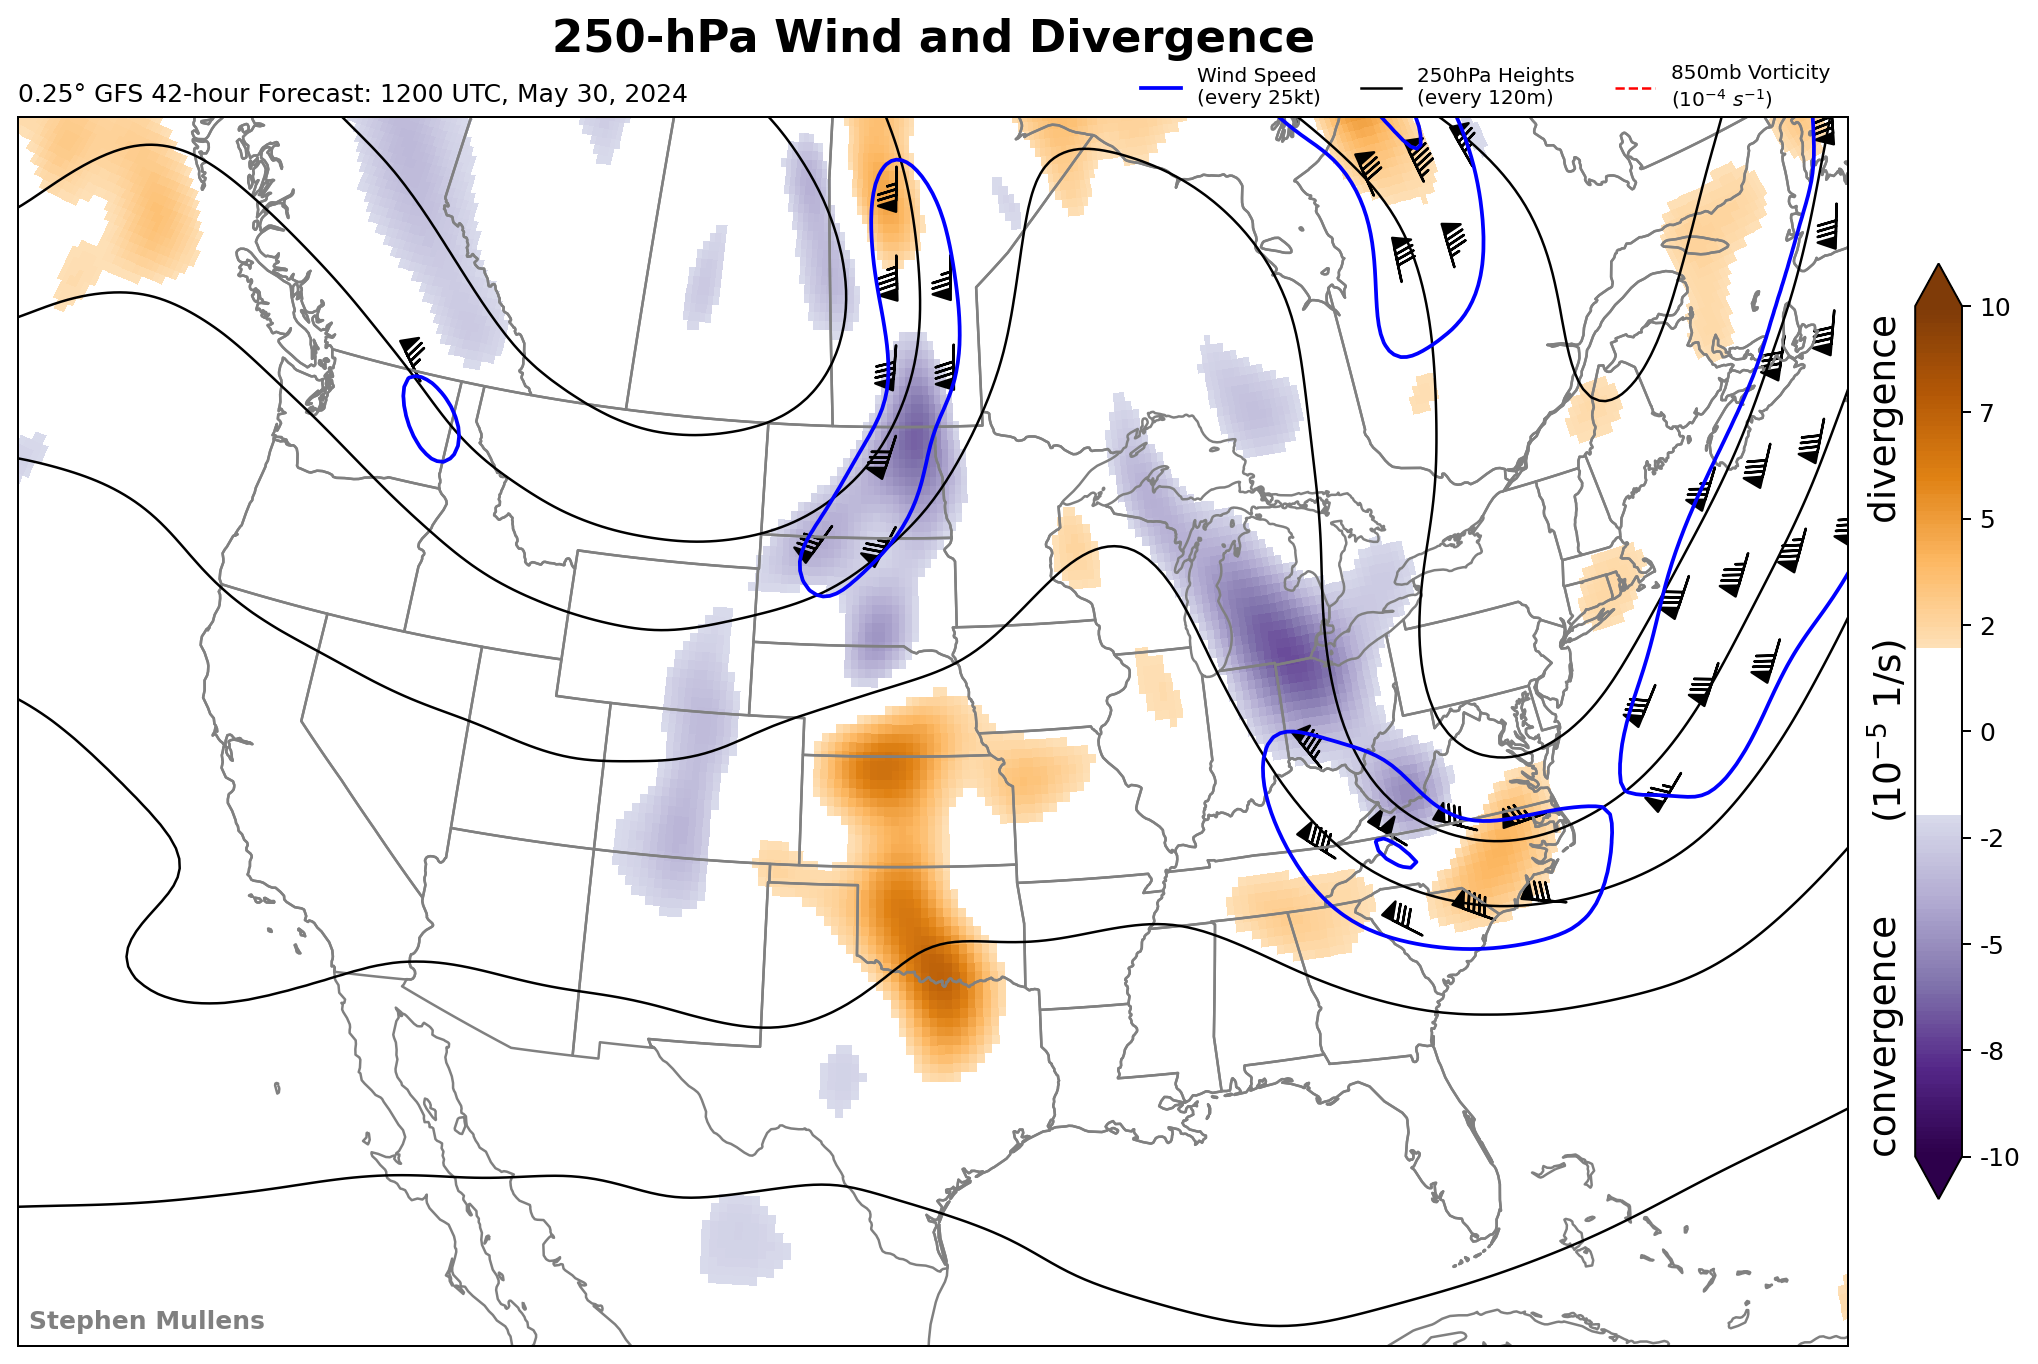 250-hPa Wind and Divergence
0.25° GFS 42-hour Forecast: 1200 UTC, May 30, 2024
Wind Speed
(every 25kt)
250hPa Heights
(every 120m)
850mb Vorticity
(10⁻⁴ s⁻¹)
10
7
5
2
0
-2
-5
-8
-10
convergence (10⁻⁵ 1/s) divergence
Stephen Mullens